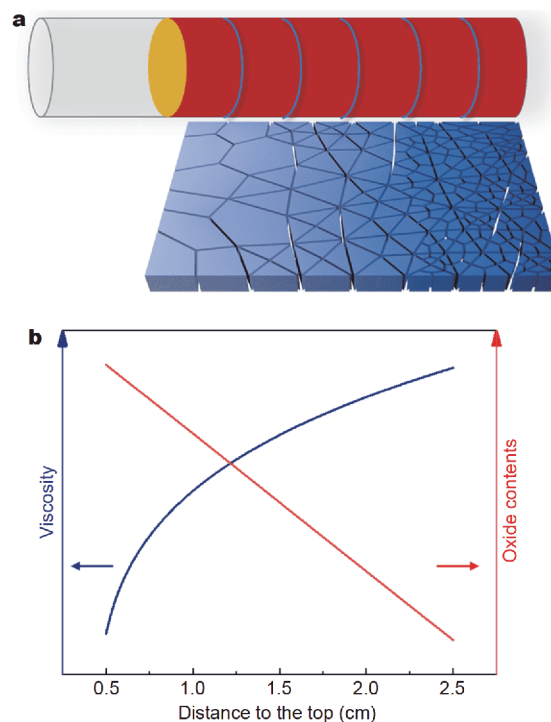 a
b
Viscosity
Oxide contents
0.5 1.0 1.5 2.0 2.5
Distance to the top (cm)